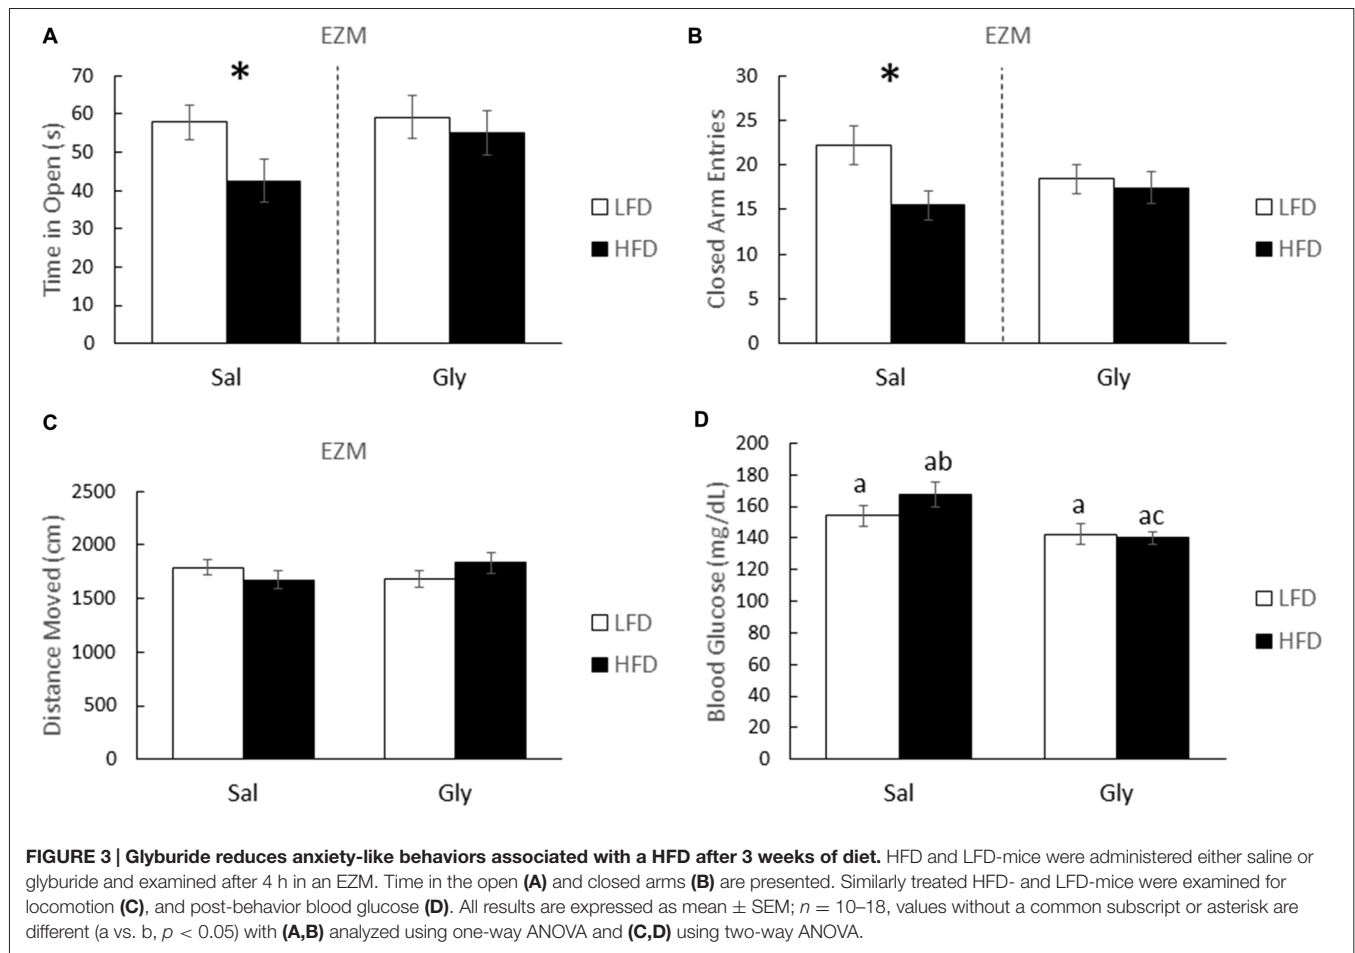 A
EZM
Time in Open (s)
70
60
50
40
30
20
10
0
*
Sal
Gly
LFD
HFD
B
EZM
Closed Arm Entries
30
25
20
15
10
5
0
*
Sal
Gly
LFD
HFD
C
EZM
Distance Moved (cm)
2500
2000
1500
1000
500
0
Sal
Gly
LFD
HFD
D
Blood Glucose (mg/dL)
200
180
160
140
120
100
80
60
40
20
0
a
ab
a
ac
Sal
Gly
LFD
HFD
FIGURE 3 | Glyburide reduces anxiety-like behaviors associated with a HFD after 3 weeks of diet. HFD and LFD-mice were administered either saline or
glyburide and examined after 4 h in an EZM. Time in the open (A) and closed arms (B) are presented. Similarly treated HFD- and LFD-mice were examined for
locomotion (C), and post-behavior blood glucose (D). All results are expressed as mean ± SEM; n = 10–18, values without a common subscript or asterisk are
different (a vs. b, p < 0.05) with (A,B) analyzed using one-way ANOVA and (C,D) using two-way ANOVA.